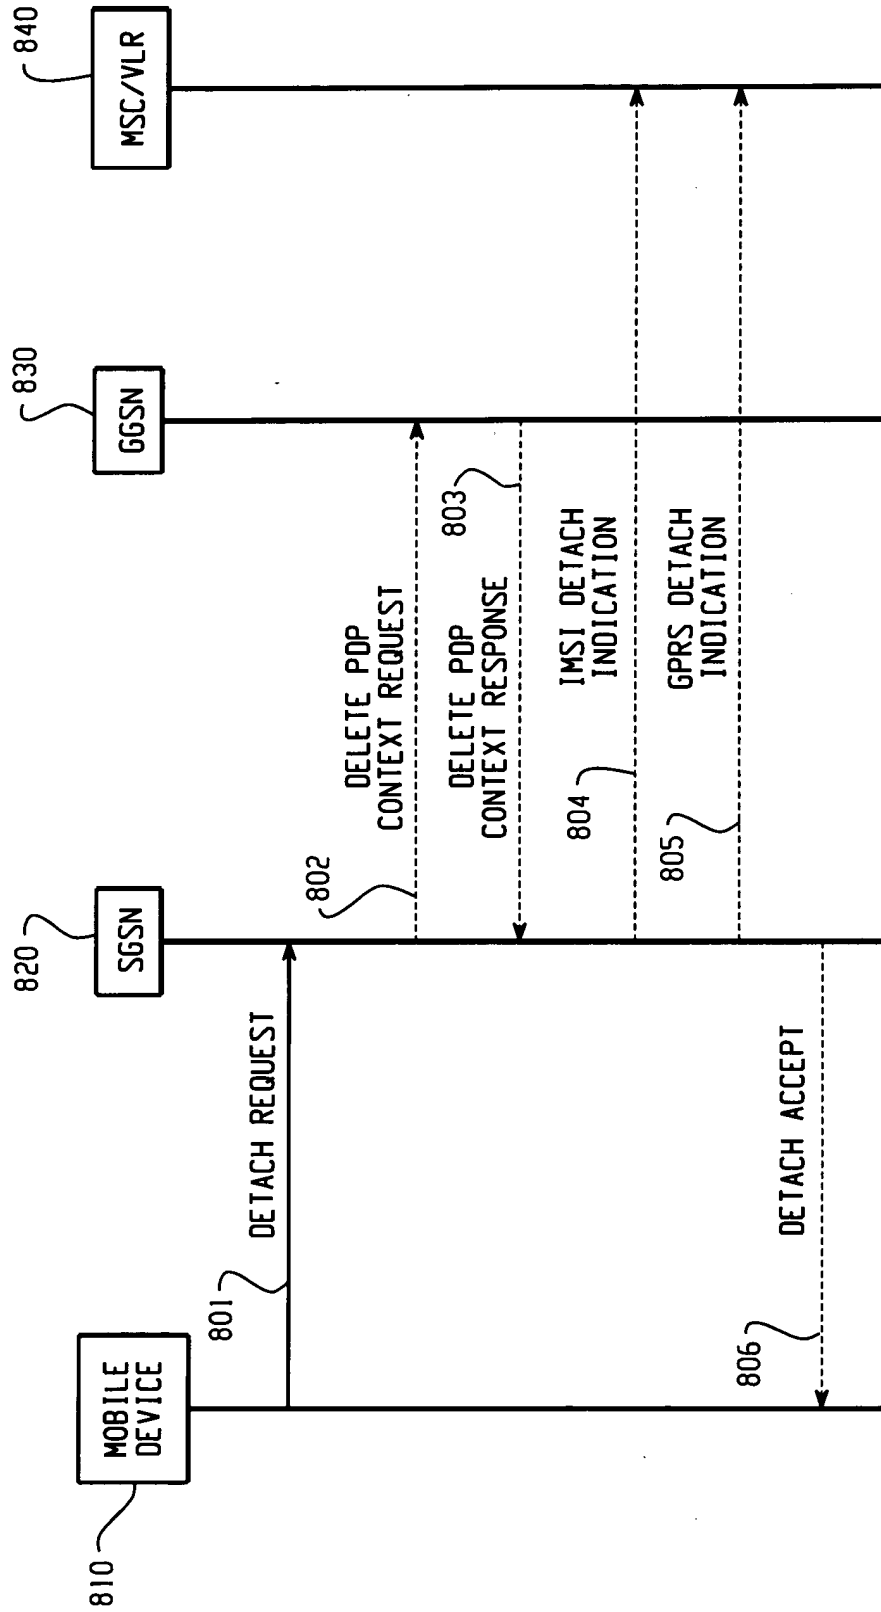 810
MOBILE
DEVICE
820
SGSN
830
GGSN
840
MSC/VLR
801
DETACH REQUEST
802
DELETE PDP
CONTEXT REQUEST
DELETE PDP
CONTEXT RESPONSE
803
804
IMSI DETACH
INDICATION
805
GPRS DETACH
INDICATION
806
DETACH ACCEPT